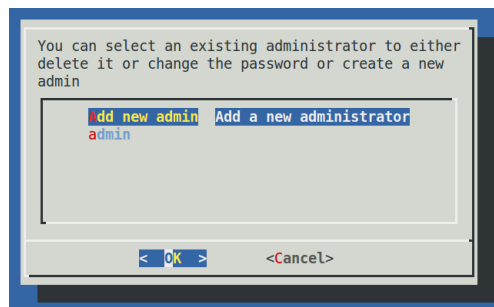 You can select an existing administrator to either
delete it or change the password or create a new
admin
Add new admin Add a new administrator
admin
< OK > <Cancel>